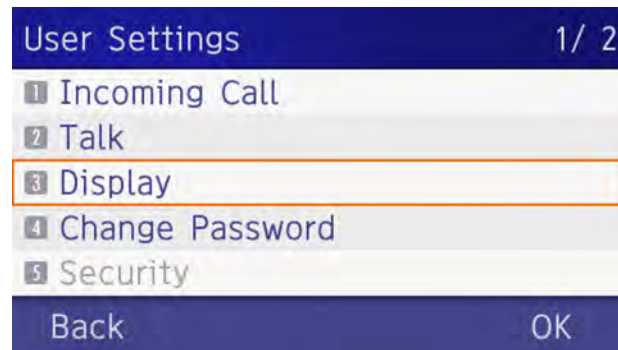 User Settings 1/ 2
1 Incoming Call
2 Talk
3 Display
4 Change Password
5 Security
Back OK